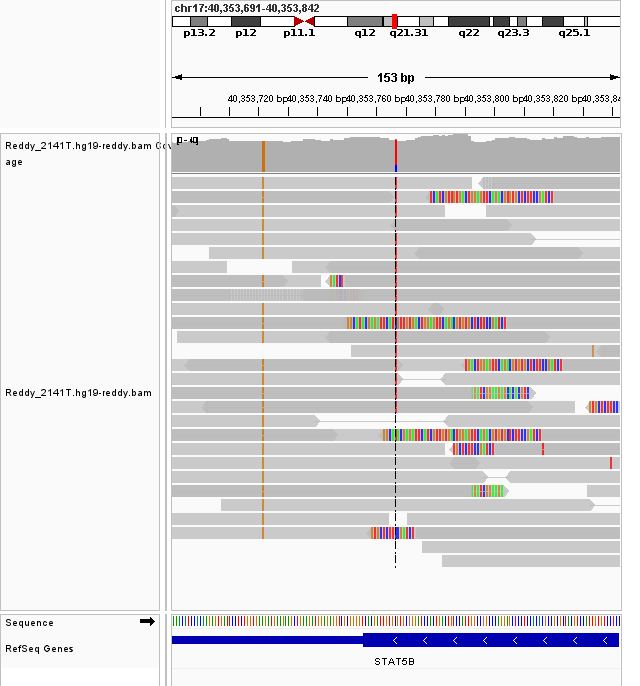 chr17:40,353,691-40,353,842
p13.2 p12 p11.1 q12 q21.31 q22 q23.3 q25.1
153 bp
40,353,720 bp 40,353,740 bp 40,353,760 bp 40,353,780 bp 40,353,800 bp 40,353,820 bp 40,353,84
Reddy_2141T.hg19-reddy.bam Cov
age
Reddy_2141T.hg19-reddy.bam
Sequence
RefSeq Genes
STAT5B